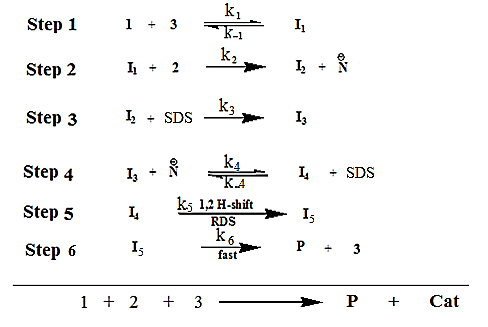 Step 1 1 + 3 k₁ k₋₁ I₁
Step 2 I₁ + 2 k₂ I₂ + N⊖
Step 3 I₂ + SDS k₃ I₃
Step 4 I₃ + N⊖ k₄ k₋₄ I₄ + SDS
Step 5 I₄ k₅ 1,2 H-shift RDS I₅
Step 6 I₅ k₆ fast P + 3
1 + 2 + 3 P + Cat